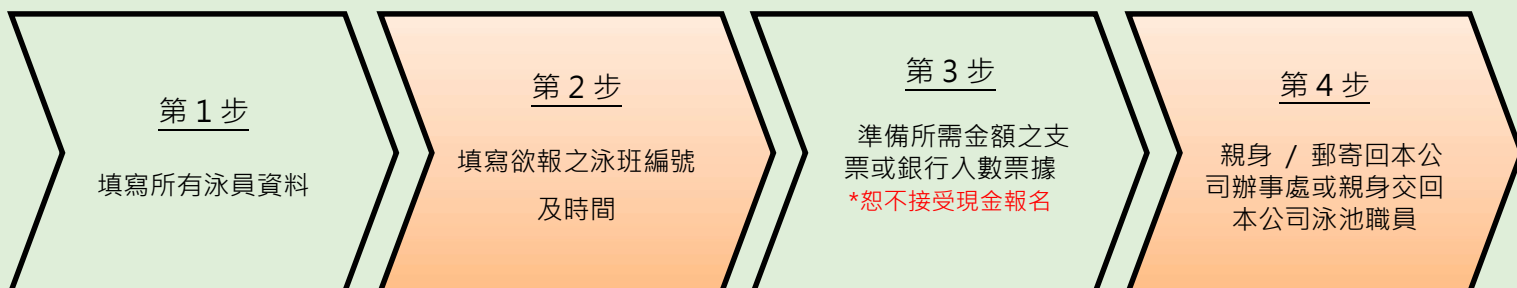 第 1 步
填寫所有泳員資料
第 2 步
填寫欲報之泳班編號
及時間
第 3 步
準備所需金額之支
票或銀行入數票據
*恕不接受現金報名
第 4 步
親身 / 郵寄回本公
司辦事處或親身交回
本公司泳池職員